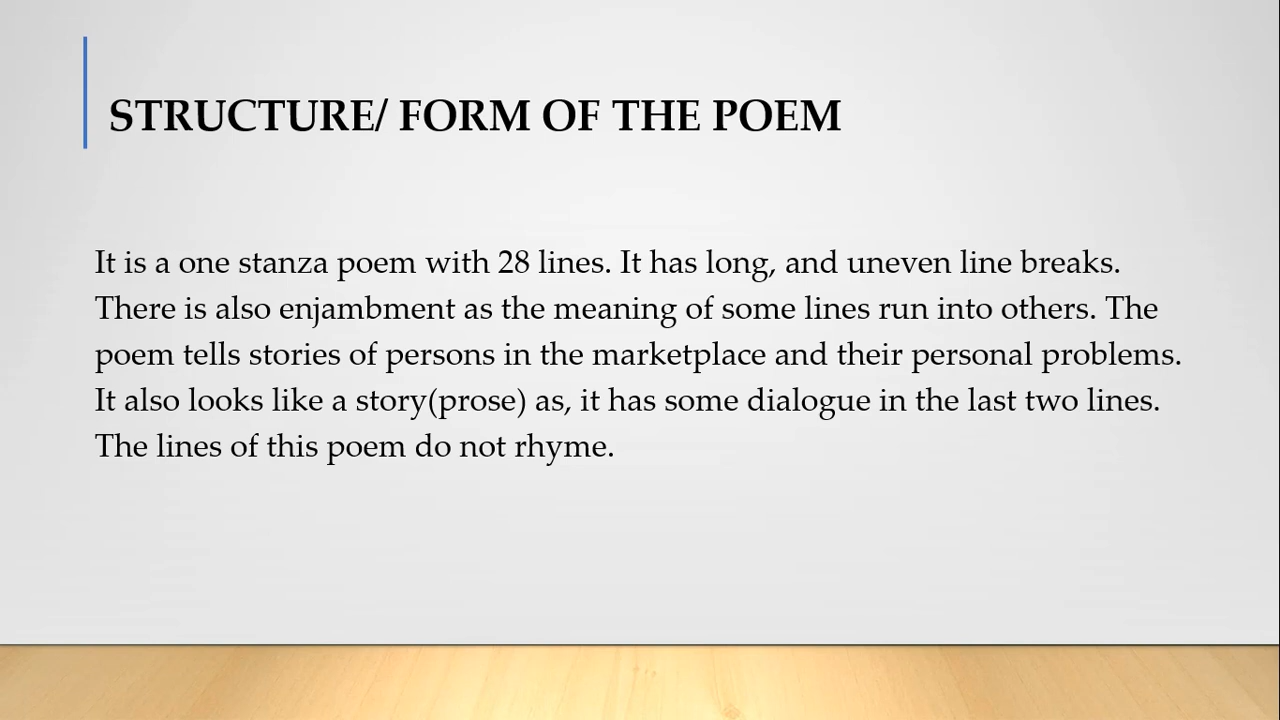 STRUCTURE/ FORM OF THE POEM
It is a one stanza poem with 28 lines. It has long, and uneven line breaks.
There is also enjambment as the meaning of some lines run into others. The
poem tells stories of persons in the marketplace and their personal problems.
It also looks like a story(prose) as, it has some dialogue in the last two lines.
The lines of this poem do not rhyme.